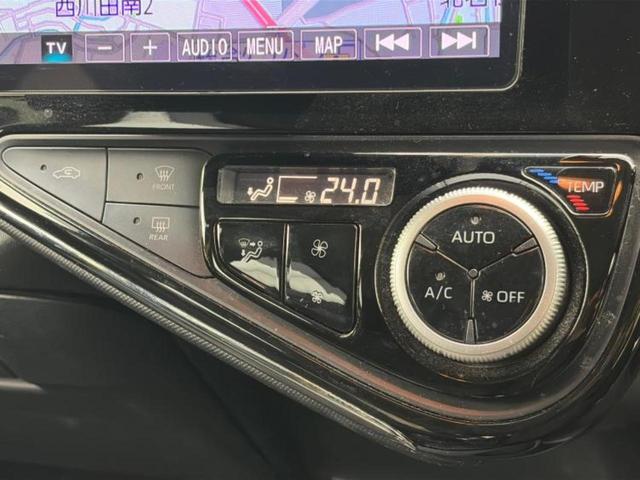 西川田南2
TV AUDIO MENU MAP
FRONT
REAR
24.0
TEMP
AUTO
A/C OFF